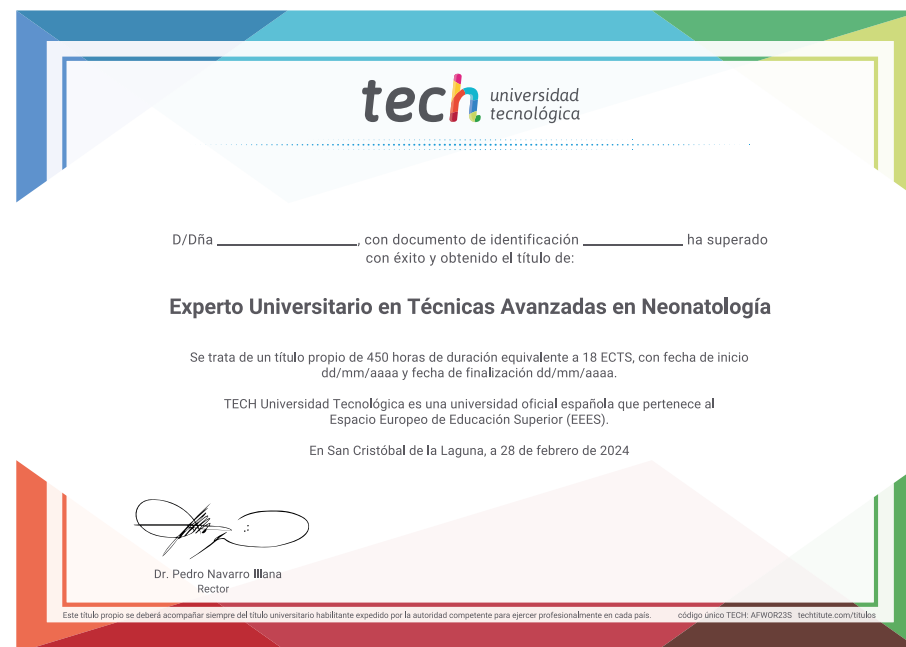 tech universidad
tecnológica
D/Dña ________________, con documento de identificación ____________ ha superado
con éxito y obtenido el título de:
Experto Universitario en Técnicas Avanzadas en Neonatología
Se trata de un título propio de 450 horas de duración equivalente a 18 ECTS, con fecha de inicio
dd/mm/aaaa y fecha de finalización dd/mm/aaaa.
TECH Universidad Tecnológica es una universidad oficial española que pertenece al
Espacio Europeo de Educación Superior (EEES).
En San Cristóbal de la Laguna, a 28 de febrero de 2024
Dr. Pedro Navarro Illana
Rector
Este título propio se deberá acompañar siempre del título universitario habilitante expedido por la autoridad competente para ejercer profesionalmente en cada país. código único TECH: AFWOR23S techtitute.com/titulos